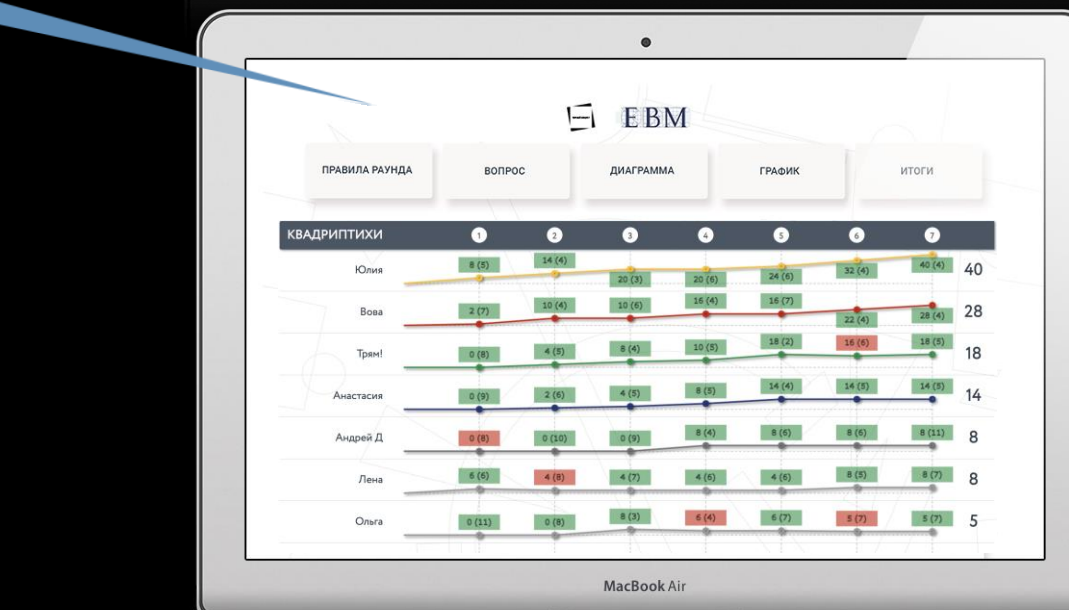 EBM
ПРАВИЛА РАУНДА ВОПРОС ДИАГРАММА ГРАФИК ИТОГИ
КВАДРИПТИХИ 1 2 3 4 5 6 7
Юлия 8 (5) 14 (4) 20 (3) 20 (6) 24 (6) 32 (4) 40 (4) 40
Вова 2 (7) 10 (4) 10 (6) 16 (4) 16 (7) 22 (4) 28 (4) 28
Трям! 0 (8) 4 (5) 8 (4) 10 (5) 18 (2) 16 (6) 18 (5) 18
Анастасия 0 (9) 2 (6) 4 (5) 8 (5) 14 (4) 14 (5) 14 (5) 14
Андрей Д 0 (8) 0 (10) 0 (9) 8 (4) 8 (6) 8 (6) 8 (11) 8
Лена 6 (6) 4 (8) 4 (7) 4 (6) 4 (6) 8 (5) 8 (7) 8
Ольга 0 (11) 0 (8) 8 (3) 6 (4) 6 (7) 5 (7) 5 (7) 5
MacBook Air